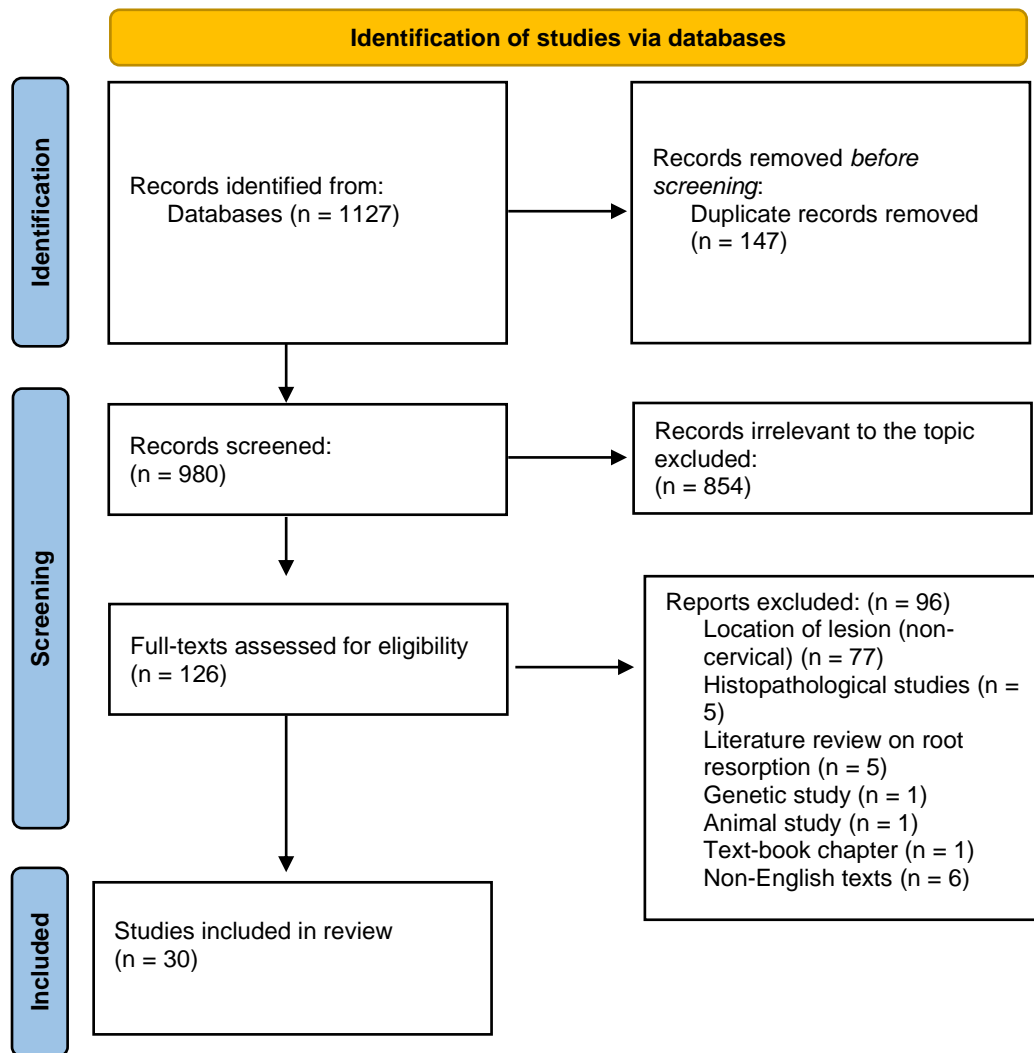 Identification of studies via databases
Identification
Records identified from:
Databases (n = 1127)
Records removed before
screening:
Duplicate records removed
(n = 147)
Screening
Records screened:
(n = 980)
Records irrelevant to the topic
excluded:
(n = 854)
Full-texts assessed for eligibility
(n = 126)
Reports excluded: (n = 96)
Location of lesion (non-
cervical) (n = 77)
Histopathological studies (n =
5)
Literature review on root
resorption (n = 5)
Genetic study (n = 1)
Animal study (n = 1)
Text-book chapter (n = 1)
Non-English texts (n = 6)
Included
Studies included in review
(n = 30)